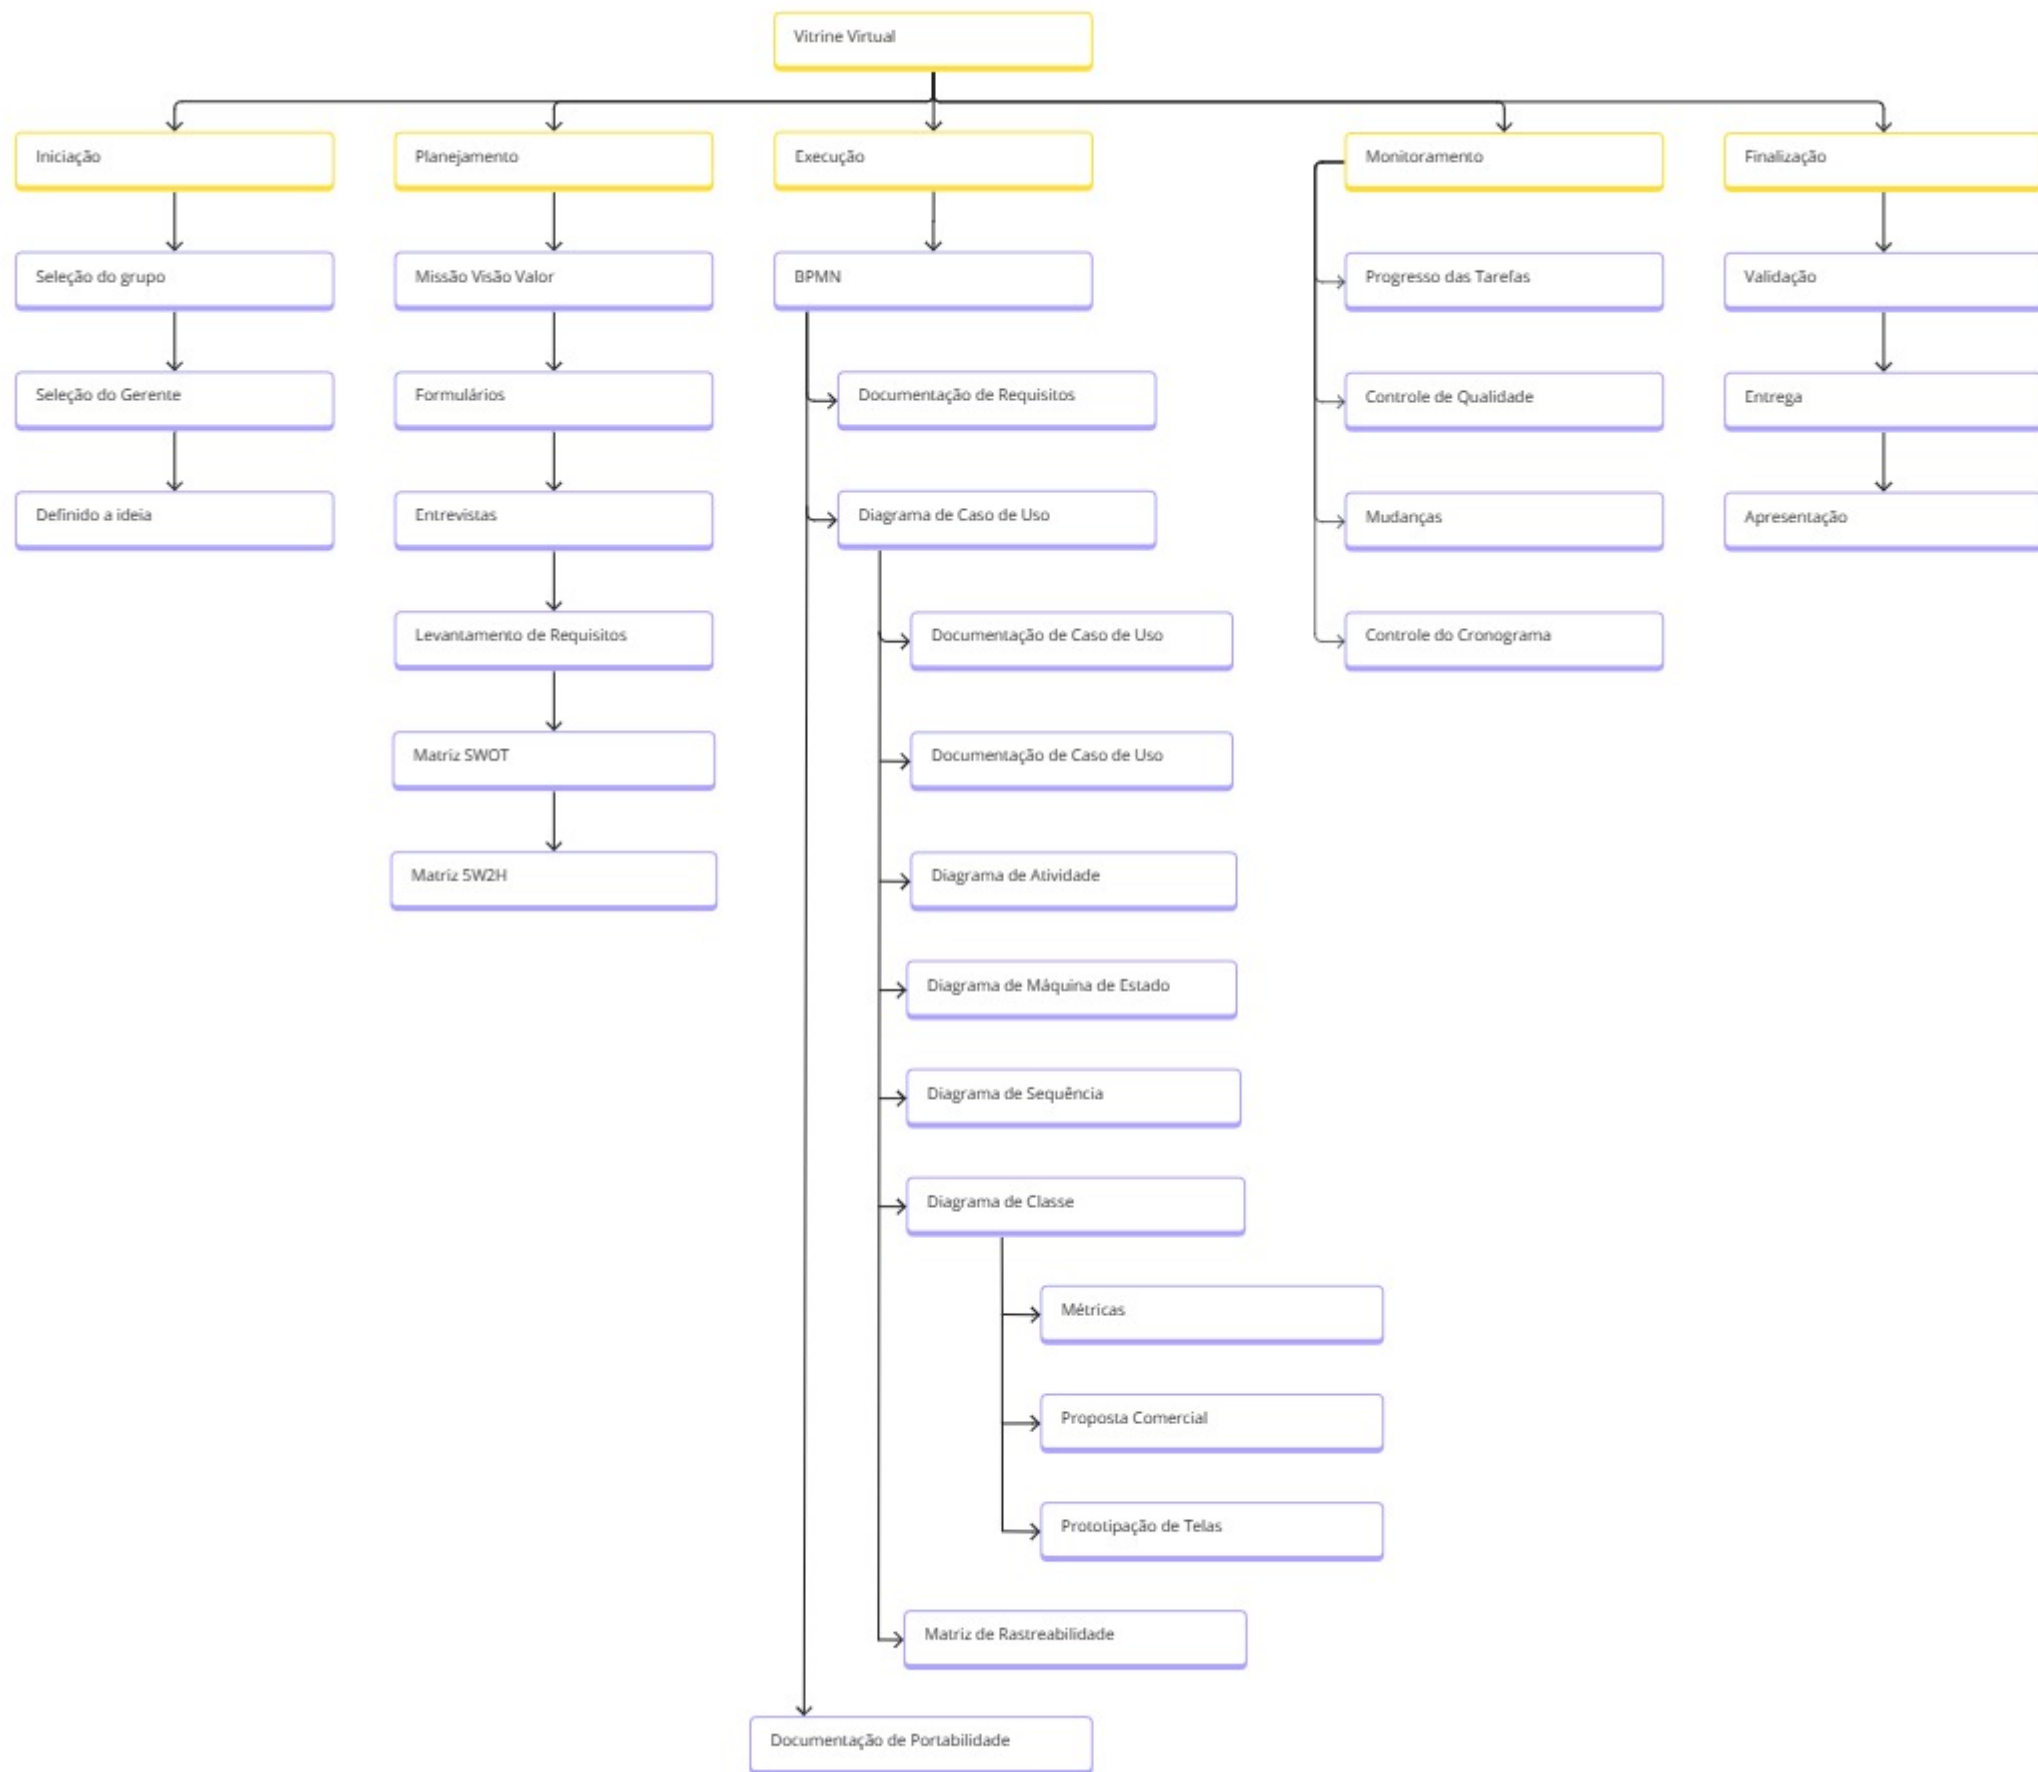 Vitrine Virtual
Iniciação
Planejamento
Execução
Monitoramento
Finalização
Seleção do grupo
Missão Visão Valor
BPMN
Progresso das Tarefas
Validação
Seleção do Gerente
Formulários
Documentação de Requisitos
Controle de Qualidade
Entrega
Definido a ideia
Entrevistas
Diagrama de Caso de Uso
Mudanças
Apresentação
Levantamento de Requisitos
Documentação de Caso de Uso
Controle do Cronograma
Matriz SWOT
Documentação de Caso de Uso
Matriz 5W2H
Diagrama de Atividade
Diagrama de Máquina de Estado
Diagrama de Sequência
Diagrama de Classe
Métricas
Proposta Comercial
Prototipação de Telas
Matriz de Rastreabilidade
Documentação de Portabilidade